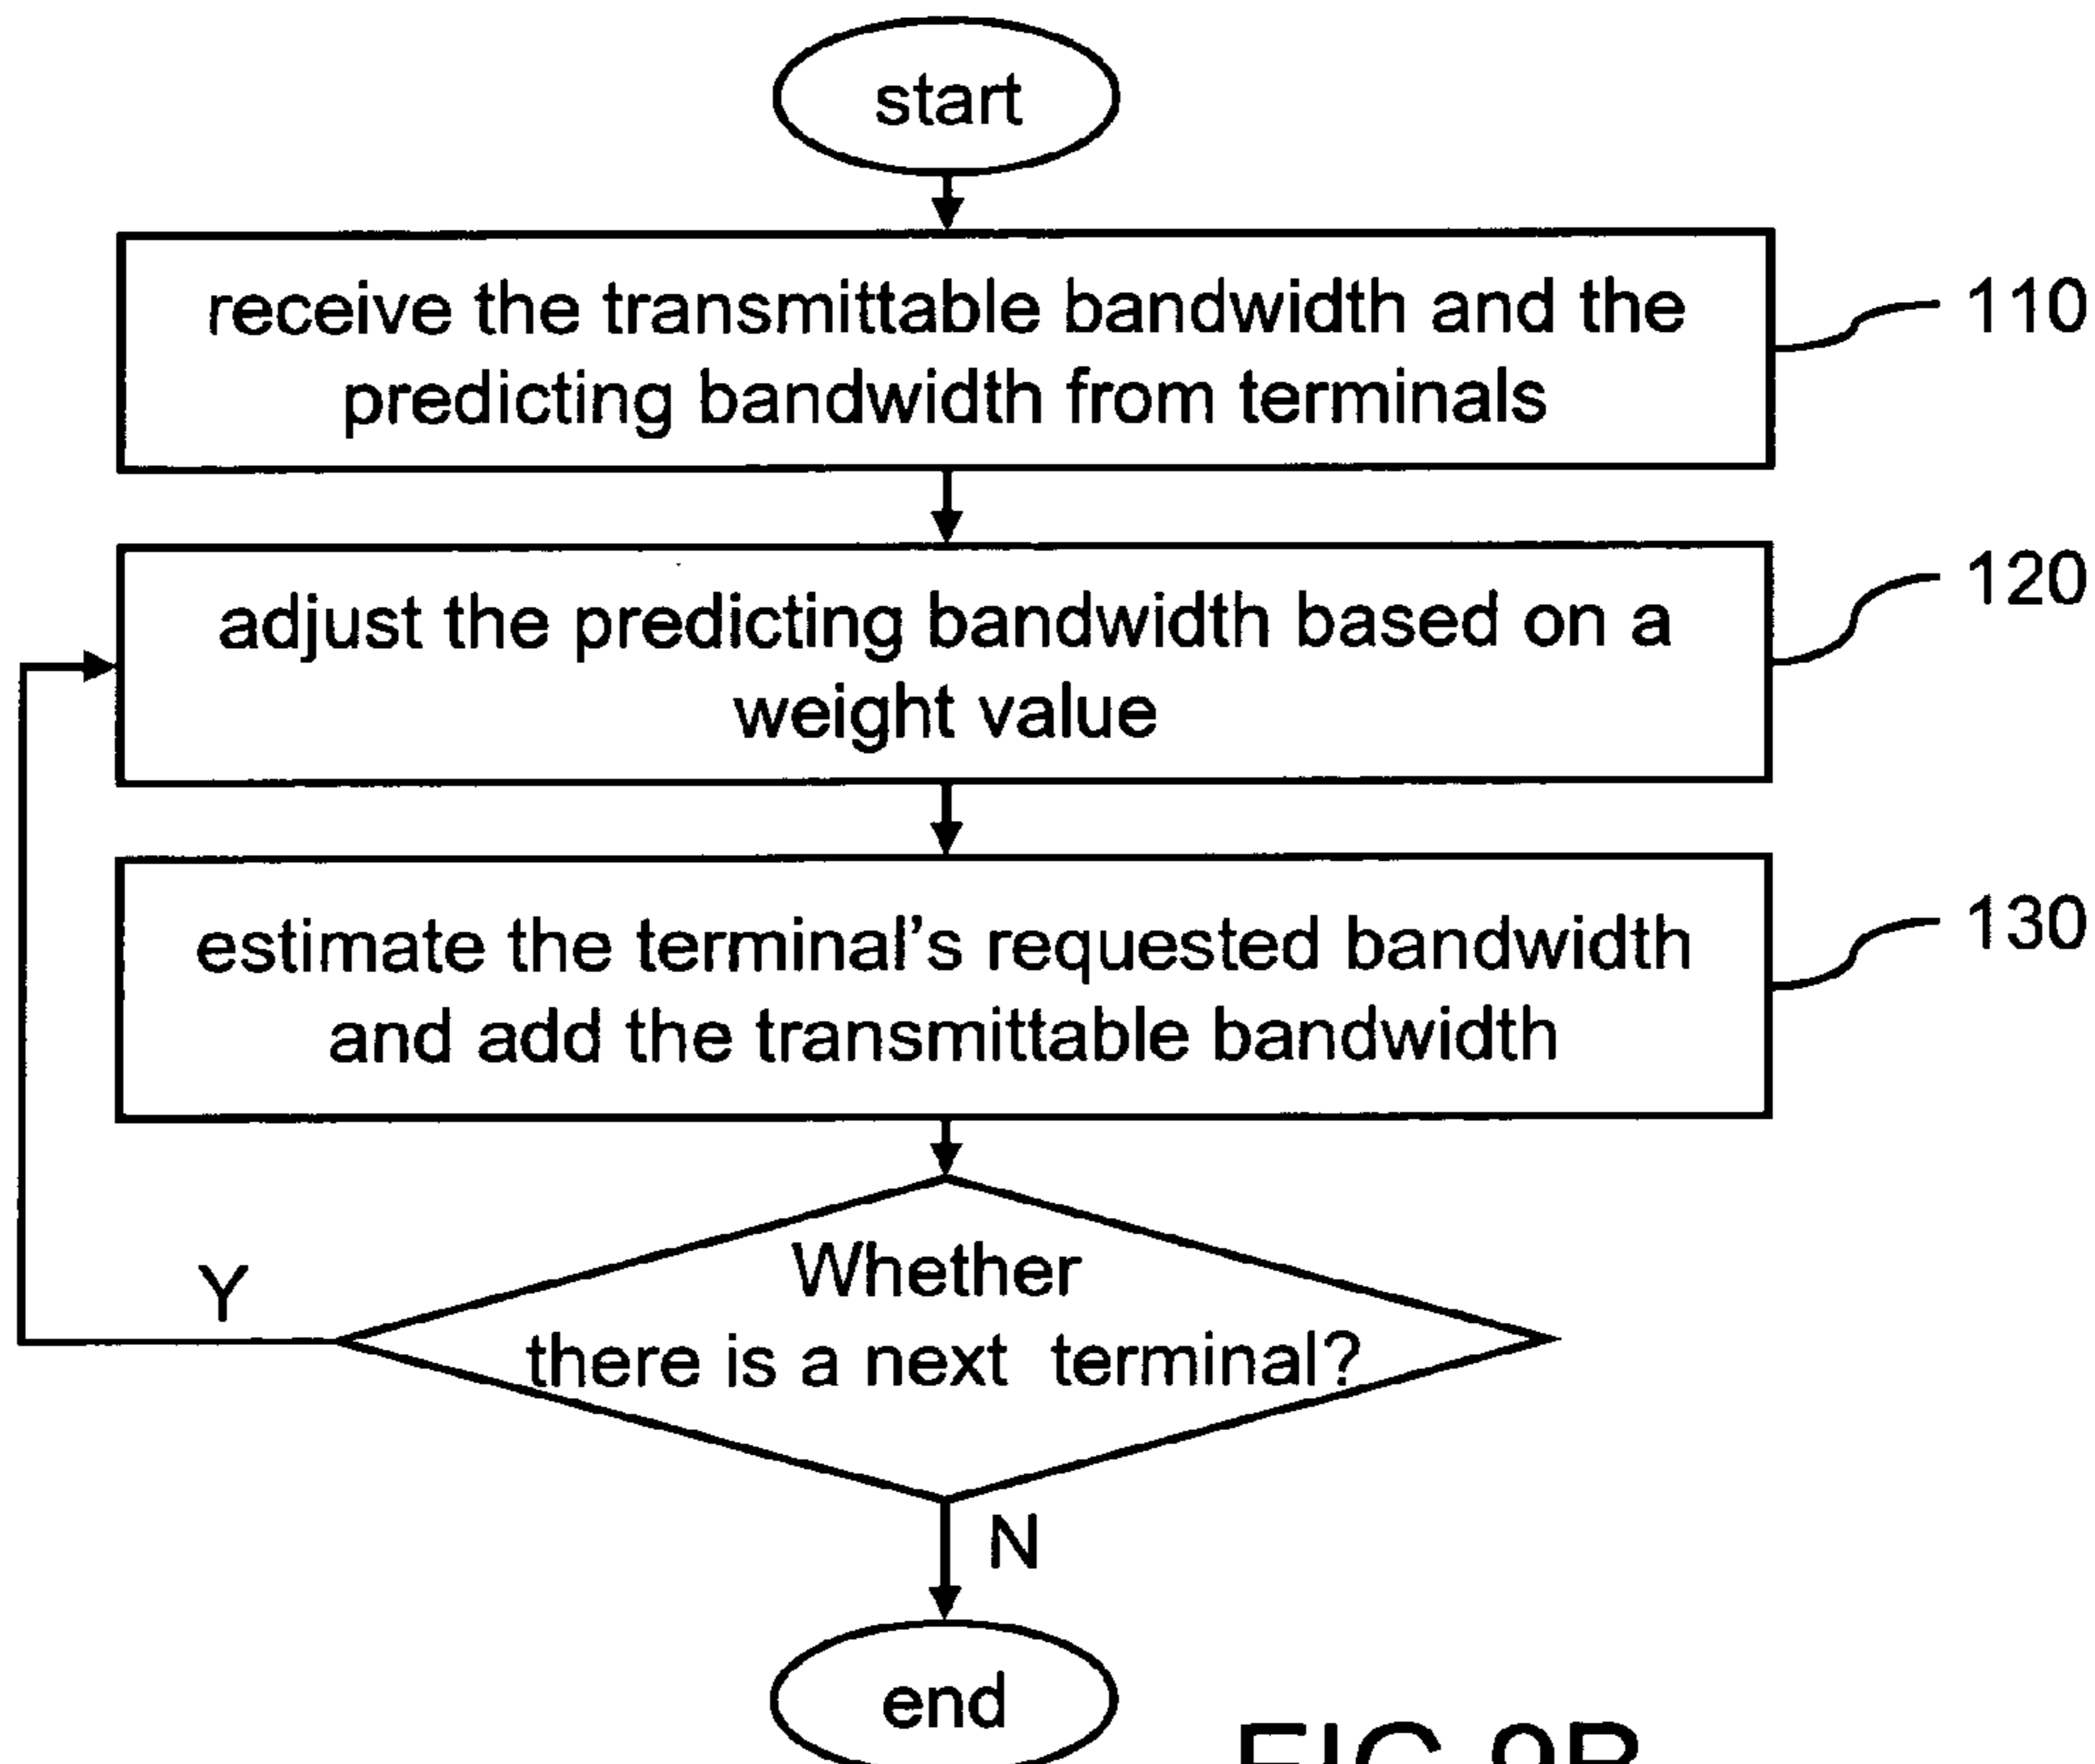 start
receive the transmittable bandwidth and the
predicting bandwidth from terminals
110
adjust the predicting bandwidth based on a
weight value
120
estimate the terminal's requested bandwidth
and add the transmittable bandwidth
130
Whether
there is a next terminal?
Y
N
end